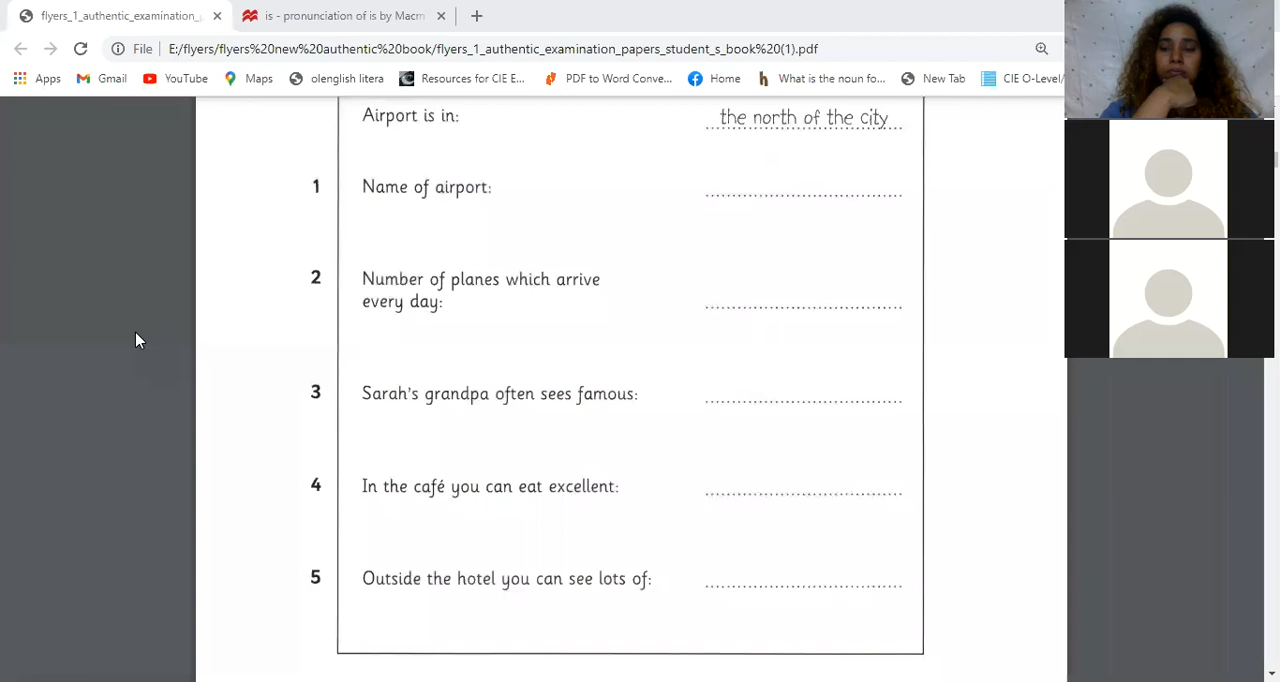 flyers_1_authentic_examination_
is - pronunciation of is by Macm
File
E:/flyers/flyers%20new%20authentic%20book/flyers_1_authentic_examination_papers_student_s_book%20(1).pdf
Apps
Gmail
YouTube
Maps
olenglish litera
Resources for CIE E...
PDF to Word Conve...
Home
What is the noun fo...
New Tab
CIE O-Level/
Airport is in: the north of the city
1 Name of airport:
2 Number of planes which arrive
every day:
3 Sarah's grandpa often sees famous:
4 In the café you can eat excellent:
5 Outside the hotel you can see lots of: